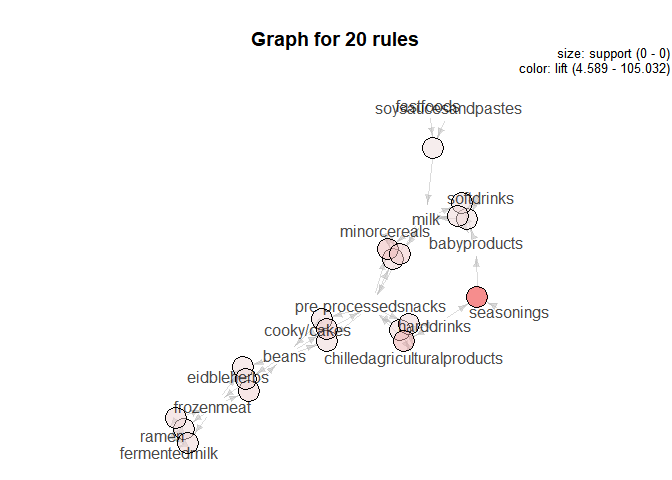 Graph for 20 rules
size: support (0 - 0)
color: lift (4.589 - 105.032)
fastfoods
soysaucesandpastes
softdrinks
milk
minorcereals
babyproducts
pre-processedsnacks
seasonings
harddrinks
cooky/cakes
beans
chilledagriculturalproducts
eidbleherbs
frozenmeat
ramen
fermentedmilk